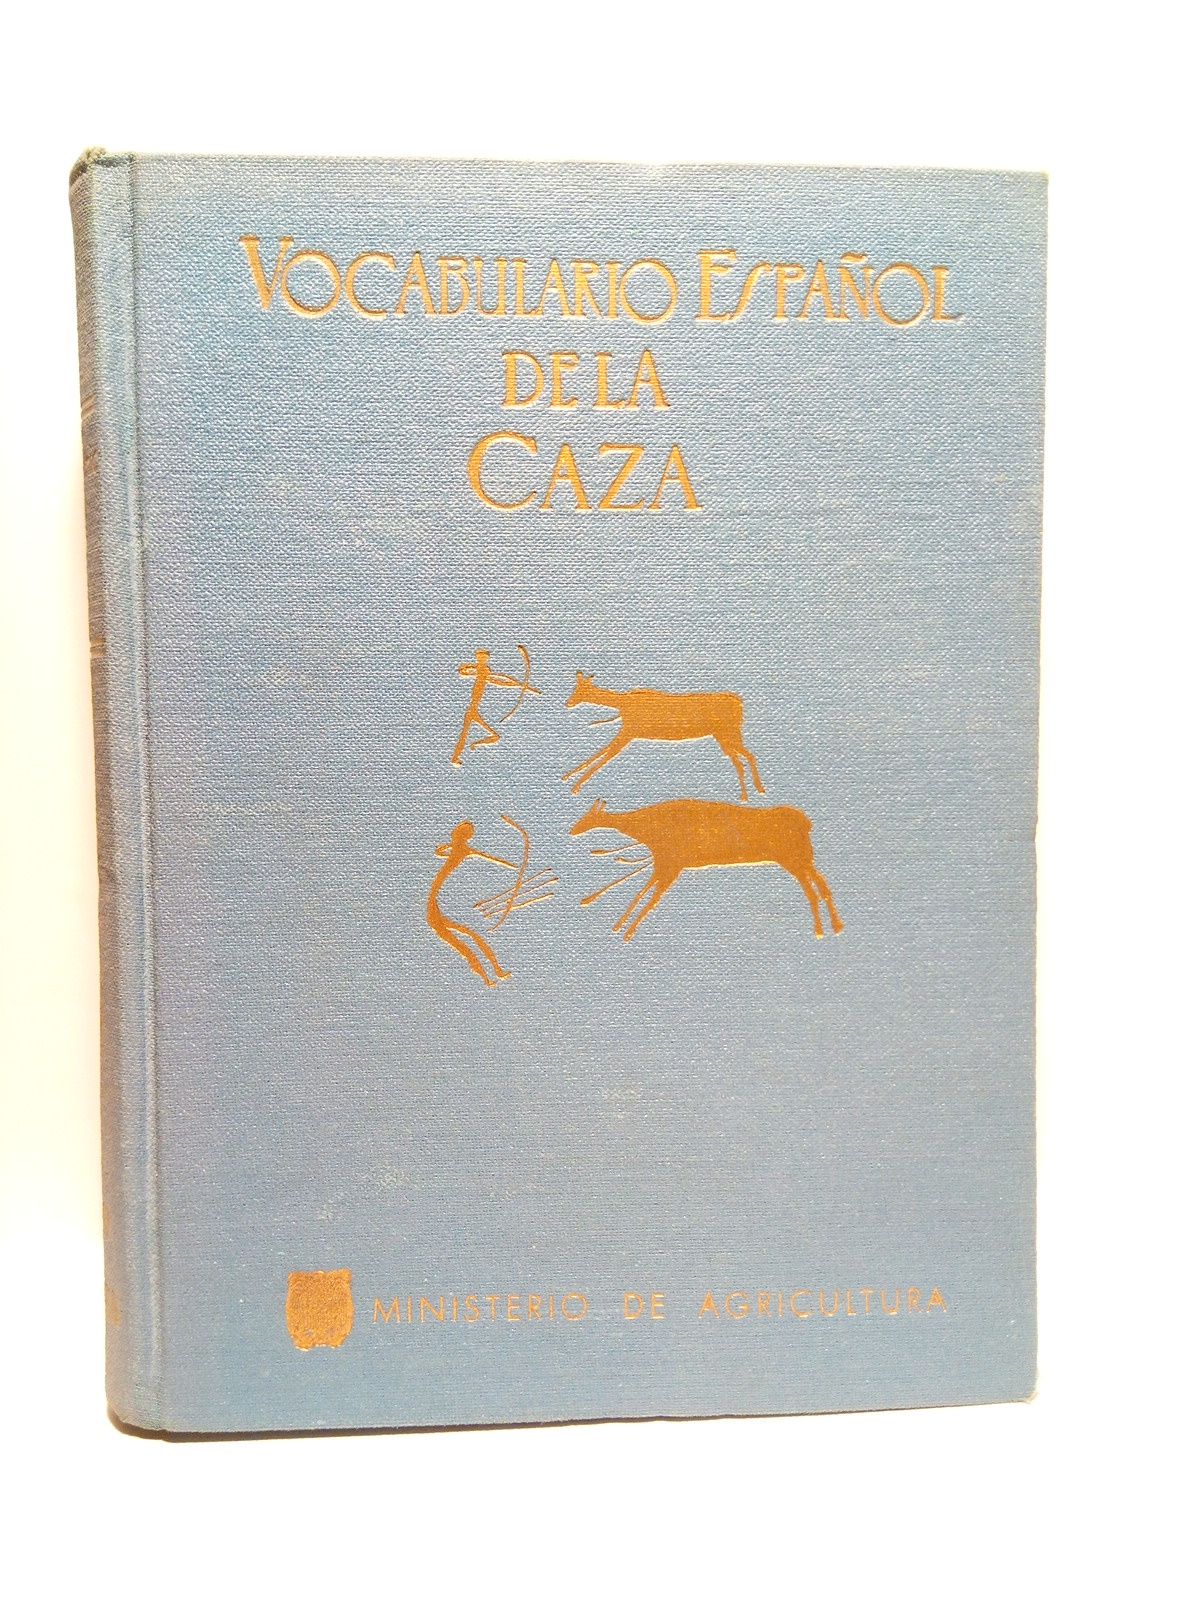 VOCABULARIO ESPAÑOL
DE LA
CAZA
MINISTERIO DE AGRICULTURA